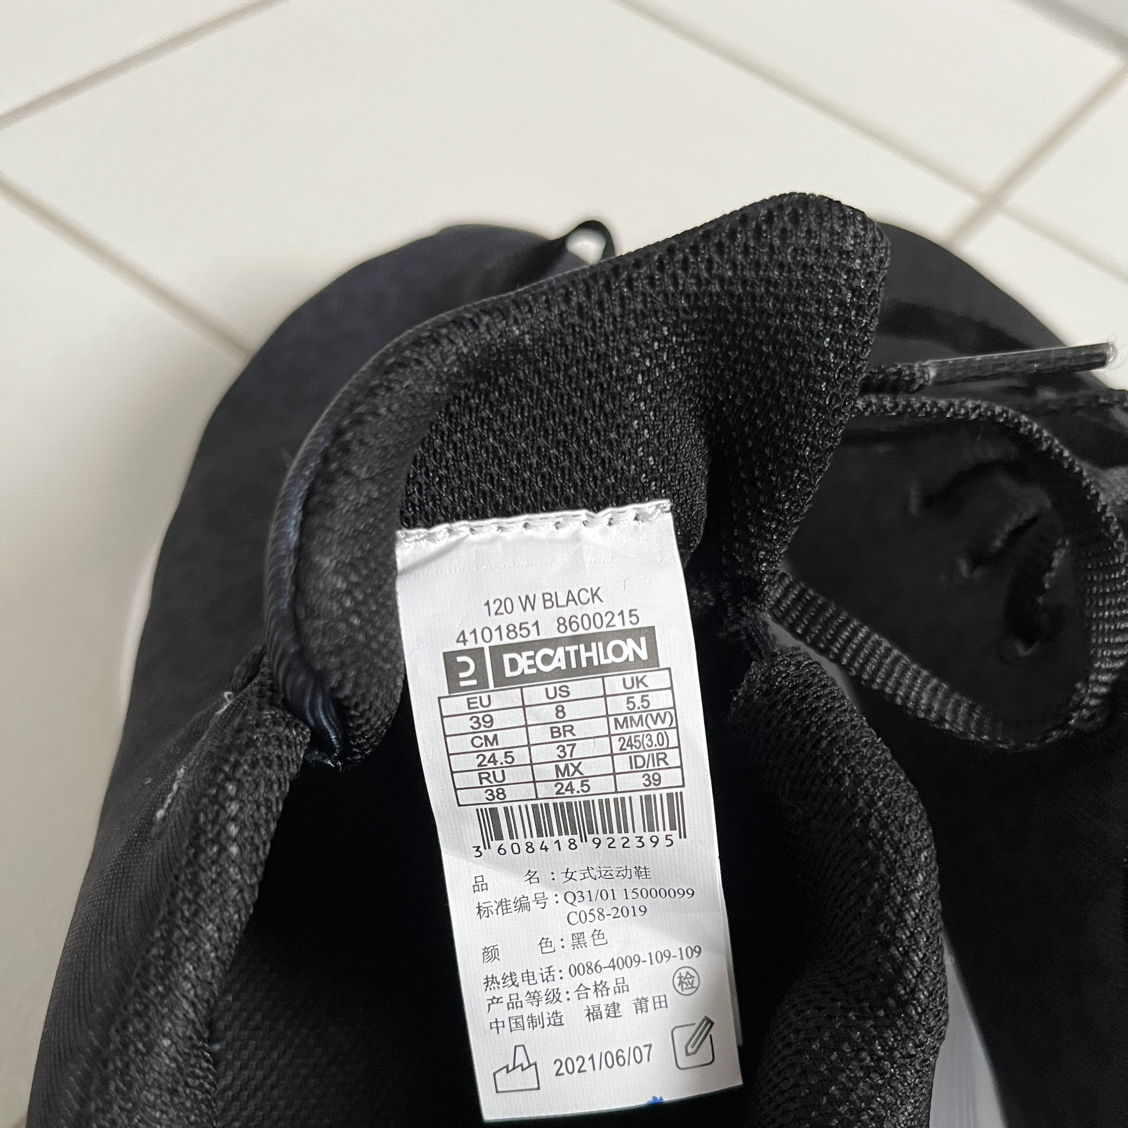 120 W BLACK
4101851 8600215
DECATHLON
EU US UK
39 8 5.5
CM BR MM(W)
24.5 37 245(3.0)
RU MX ID/IR
38 24.5 39
3 608418 922395
品 名：女式运动鞋
标准编号：Q31/01 15000099
C058-2019
颜 色：黑色
热线电话：0086-4009-109-109
产品等级：合格品 检
中国制造 福建 莆田
2021/06/07